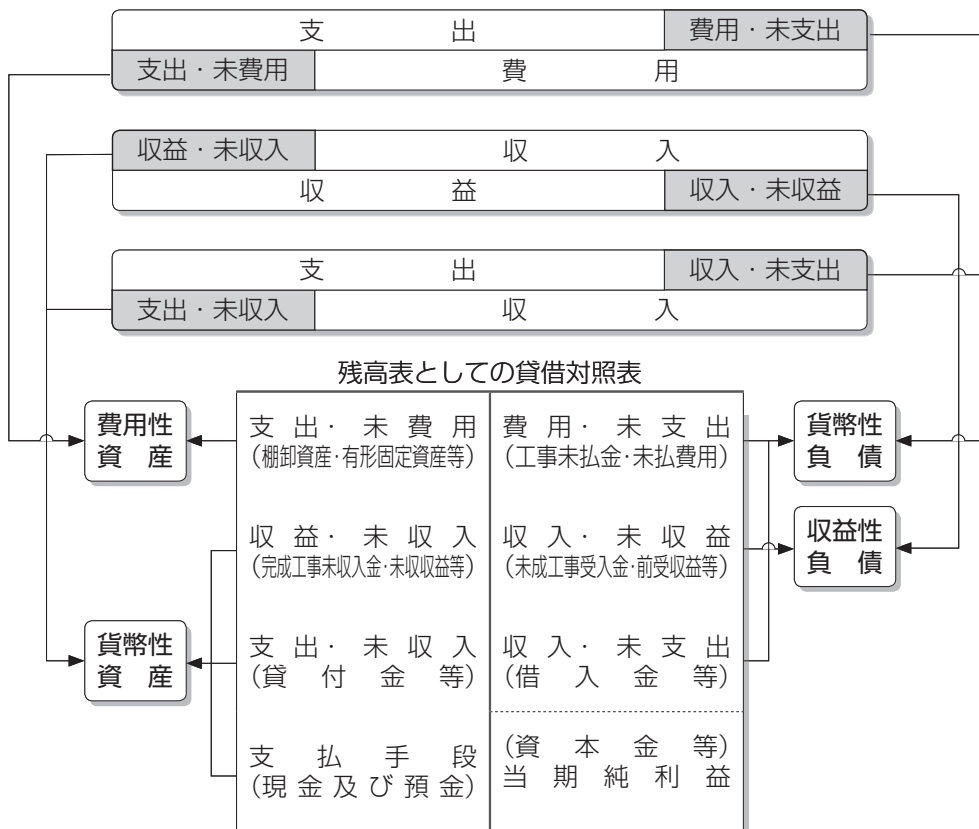 支出 費用・未支出
支出・未費用 費用
収益・未収入 収入
収益 収入・未収益
支出 収入・未支出
支出・未収入 収入
残高表としての貸借対照表
費用性
資産
支出・未費用
(棚卸資産・有形固定資産等)
費用・未支出
(工事未払金・未払費用)
貨幣性
負債
収益・未収入
(完成工事未収入金・未収収益等)
収入・未収益
(未成工事受入金・前受収益等)
収益性
負債
貨幣性
資産
支出・未収入
(貸付金等)
収入・未支出
(借入金等)
支払手段
(現金及び預金)
(資本金等)
当期純利益